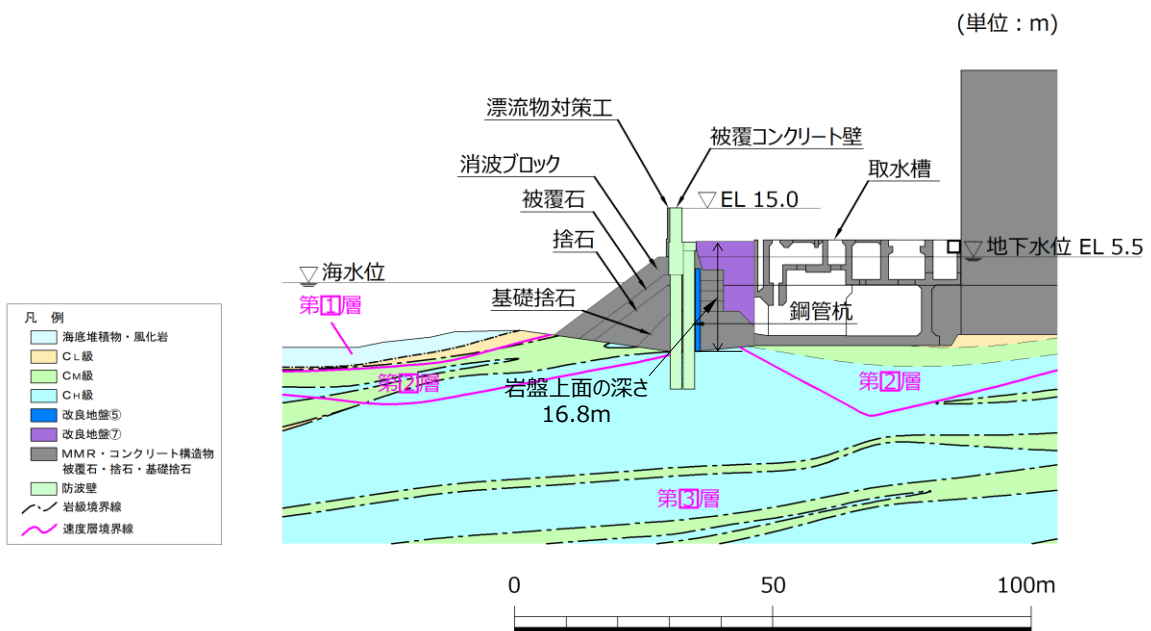 (単位：m)
漂流物対策工
被覆コンクリート壁
消波ブロック
取水槽
被覆石
▽ EL 15.0
捨石
▽ 地下水位 EL 5.5
▽ 海水位
基礎捨石
第1層
鋼管杭
第2層
岩盤上面の深さ
16.8m
第2層
第3層
凡 例
海底堆積物・風化岩
CL級
CM級
CH級
改良地盤⑤
改良地盤⑦
MMR・コンクリート構造物
被覆石・捨石・基礎捨石
防波壁
岩級境界線
速度層境界線
0 50 100m